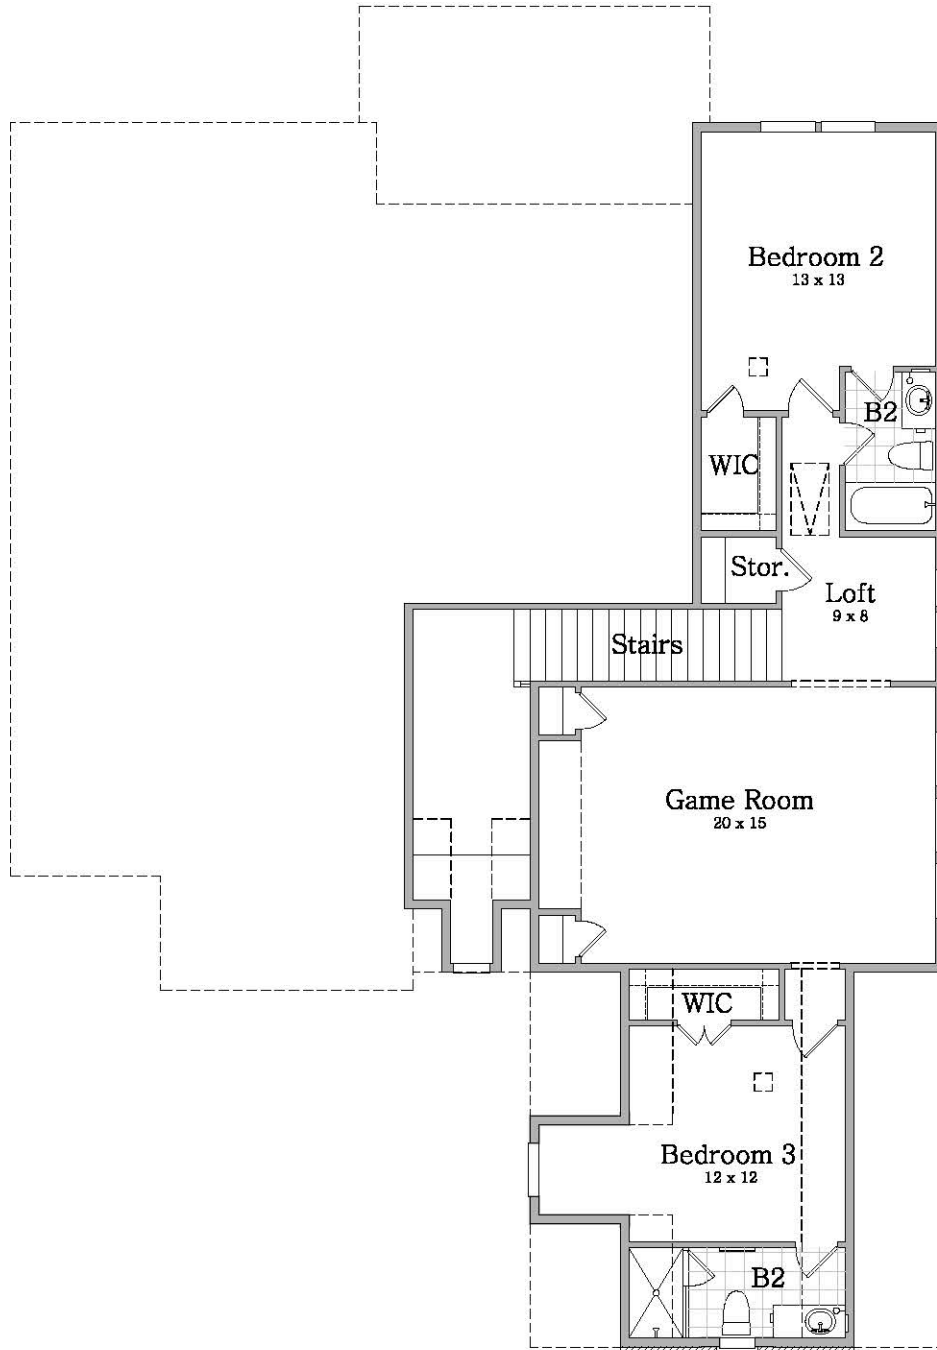 Bedroom 2
13 x 13
B2
WIC
Stor.
Loft
9 x 8
Stairs
Game Room
20 x 15
WIC
Bedroom 3
12 x 12
B2